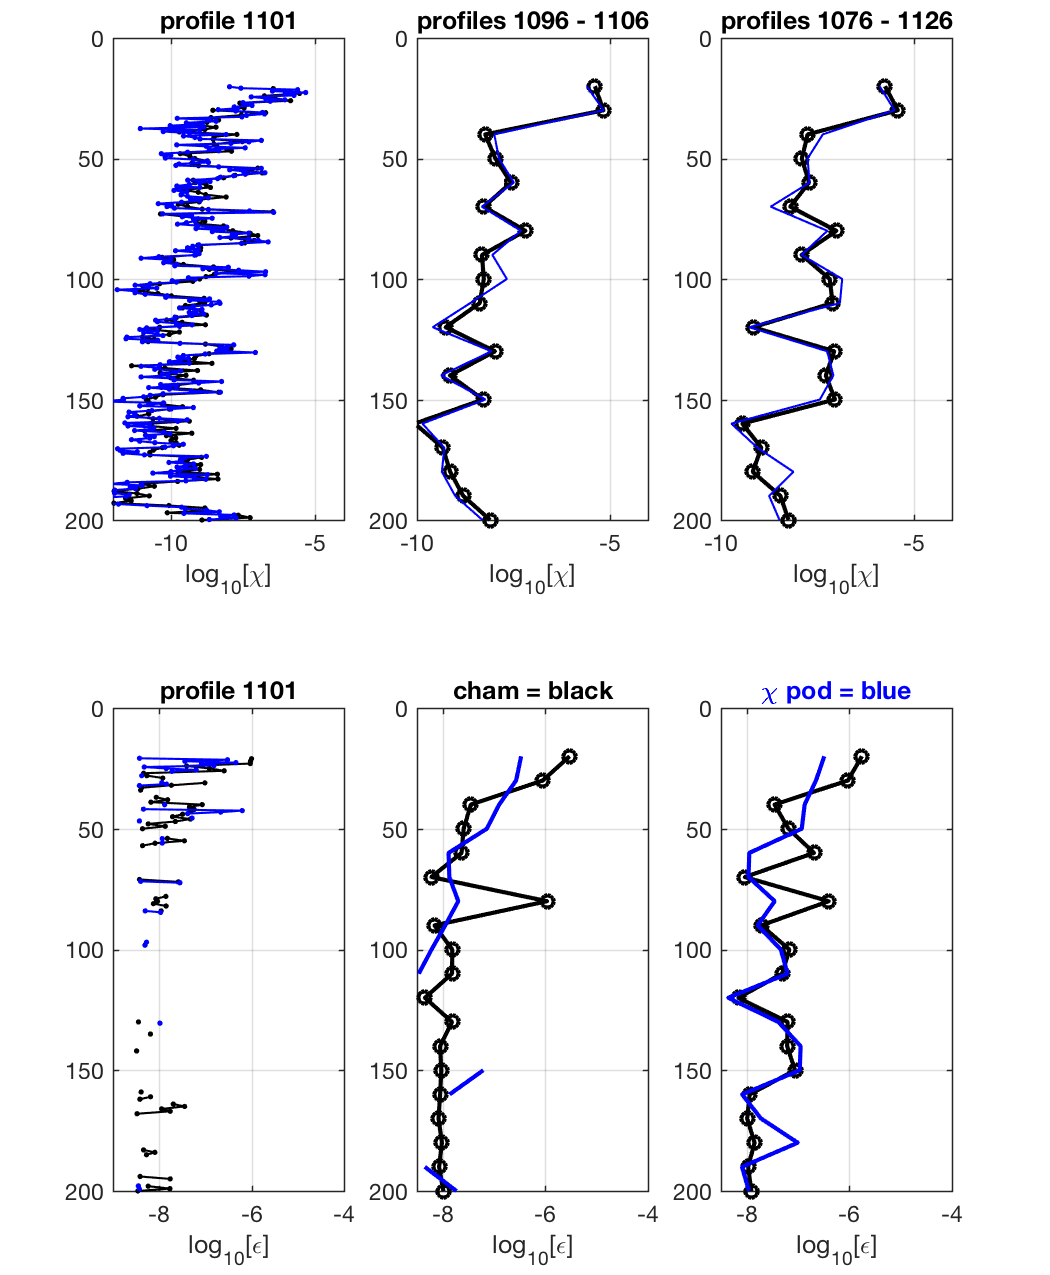 profile 1101 profiles 1096 - 1106 profiles 1076 - 1126
0 0 0
50 50 50
100 100 100
150 150 150
200 200 200
-10 -5 -10 -5 -10 -5
log10[χ] log10[χ] log10[χ]
profile 1101 cham = black χ pod = blue
0 0 0
50 50 50
100 100 100
150 150 150
200 200 200
-8 -6 -4 -8 -6 -4 -8 -6 -4
log10[ϵ] log10[ϵ] log10[ϵ]